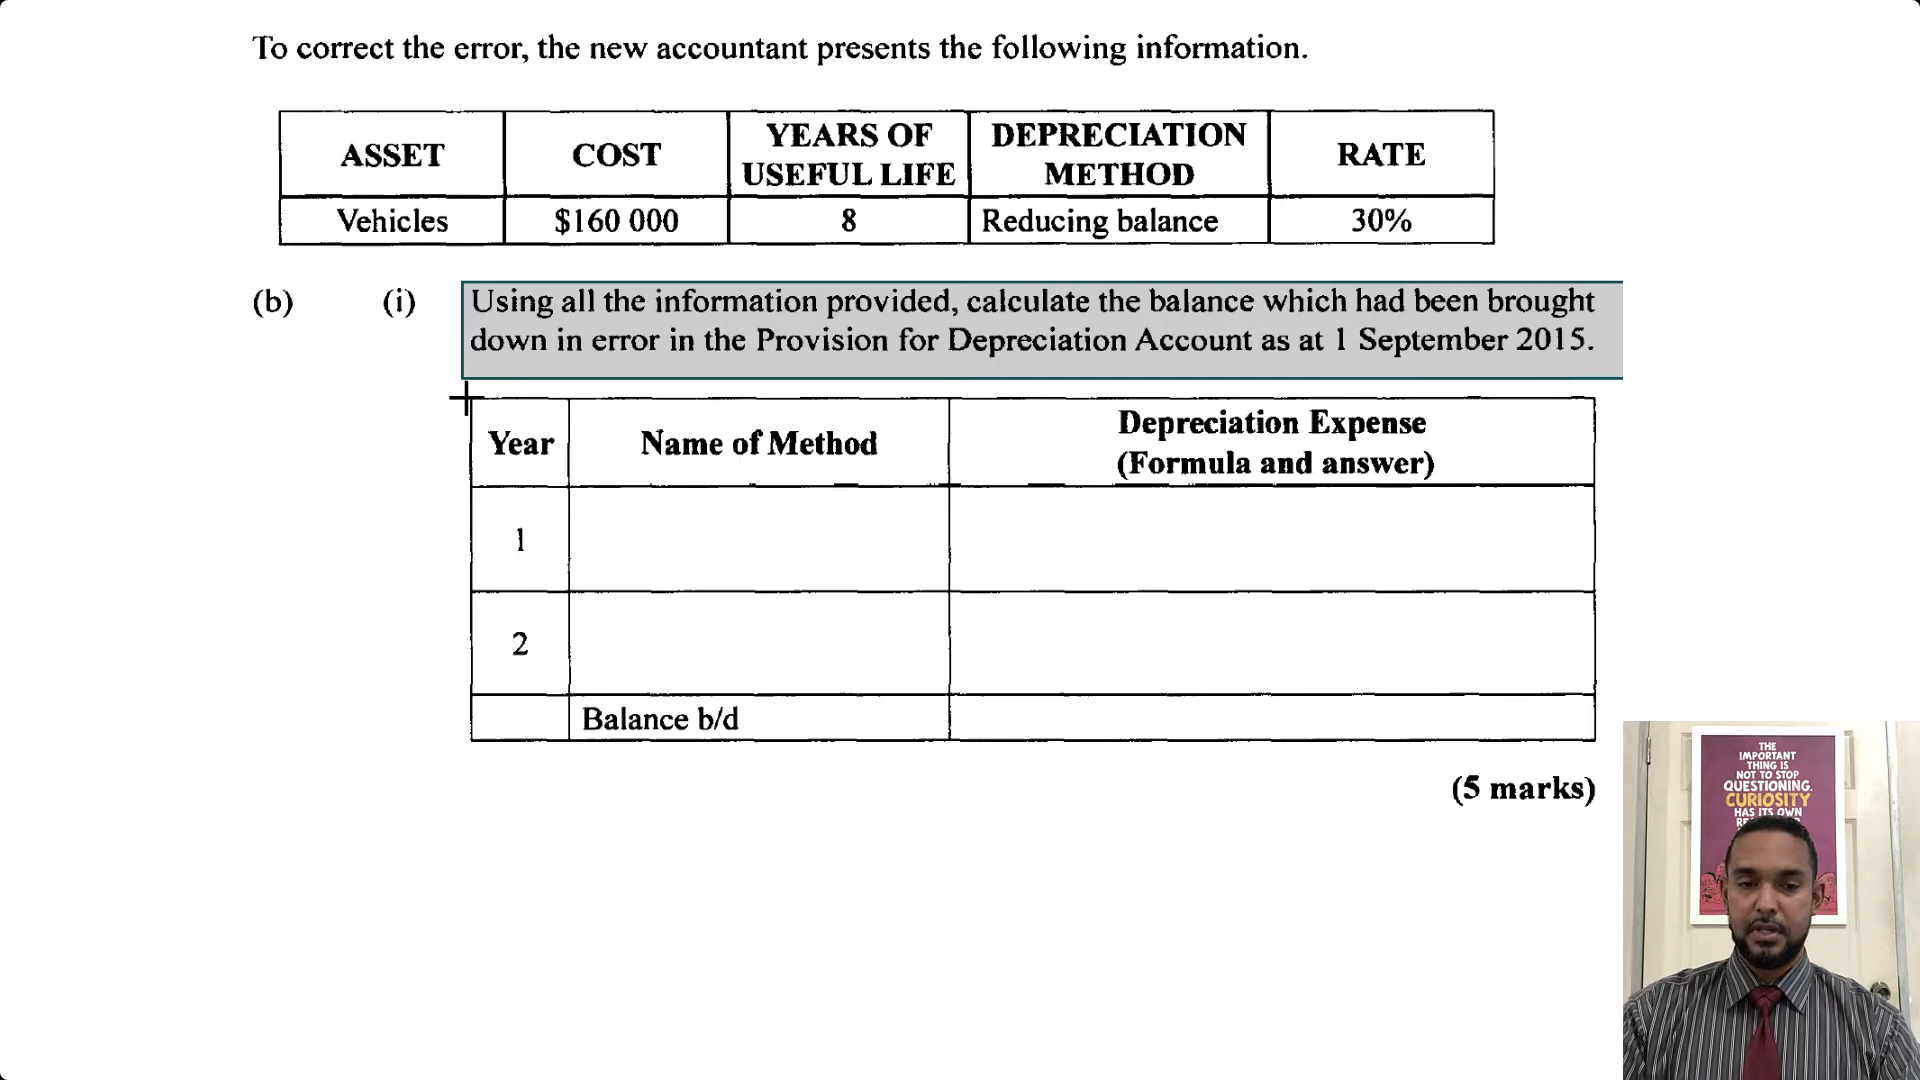 To correct the error, the new accountant presents the following information.
ASSET COST YEARS OF USEFUL LIFE DEPRECIATION METHOD RATE
Vehicles $160 000 8 Reducing balance 30%
(b) (i) Using all the information provided, calculate the balance which had been brought
down in error in the Provision for Depreciation Account as at 1 September 2015.
Year Name of Method Depreciation Expense
(Formula and answer)
1
2
Balance b/d
(5 marks)
THE
IMPORTANT
THING IS
NOT TO STOP
QUESTIONING.
CURIOSITY
HAS ITS OWN